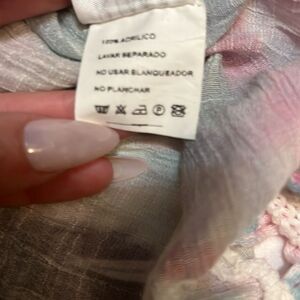 100% ACRILICO
LAVAR SEPARADO
NO USAR BLANQUEADOR
NO PLANCHAR